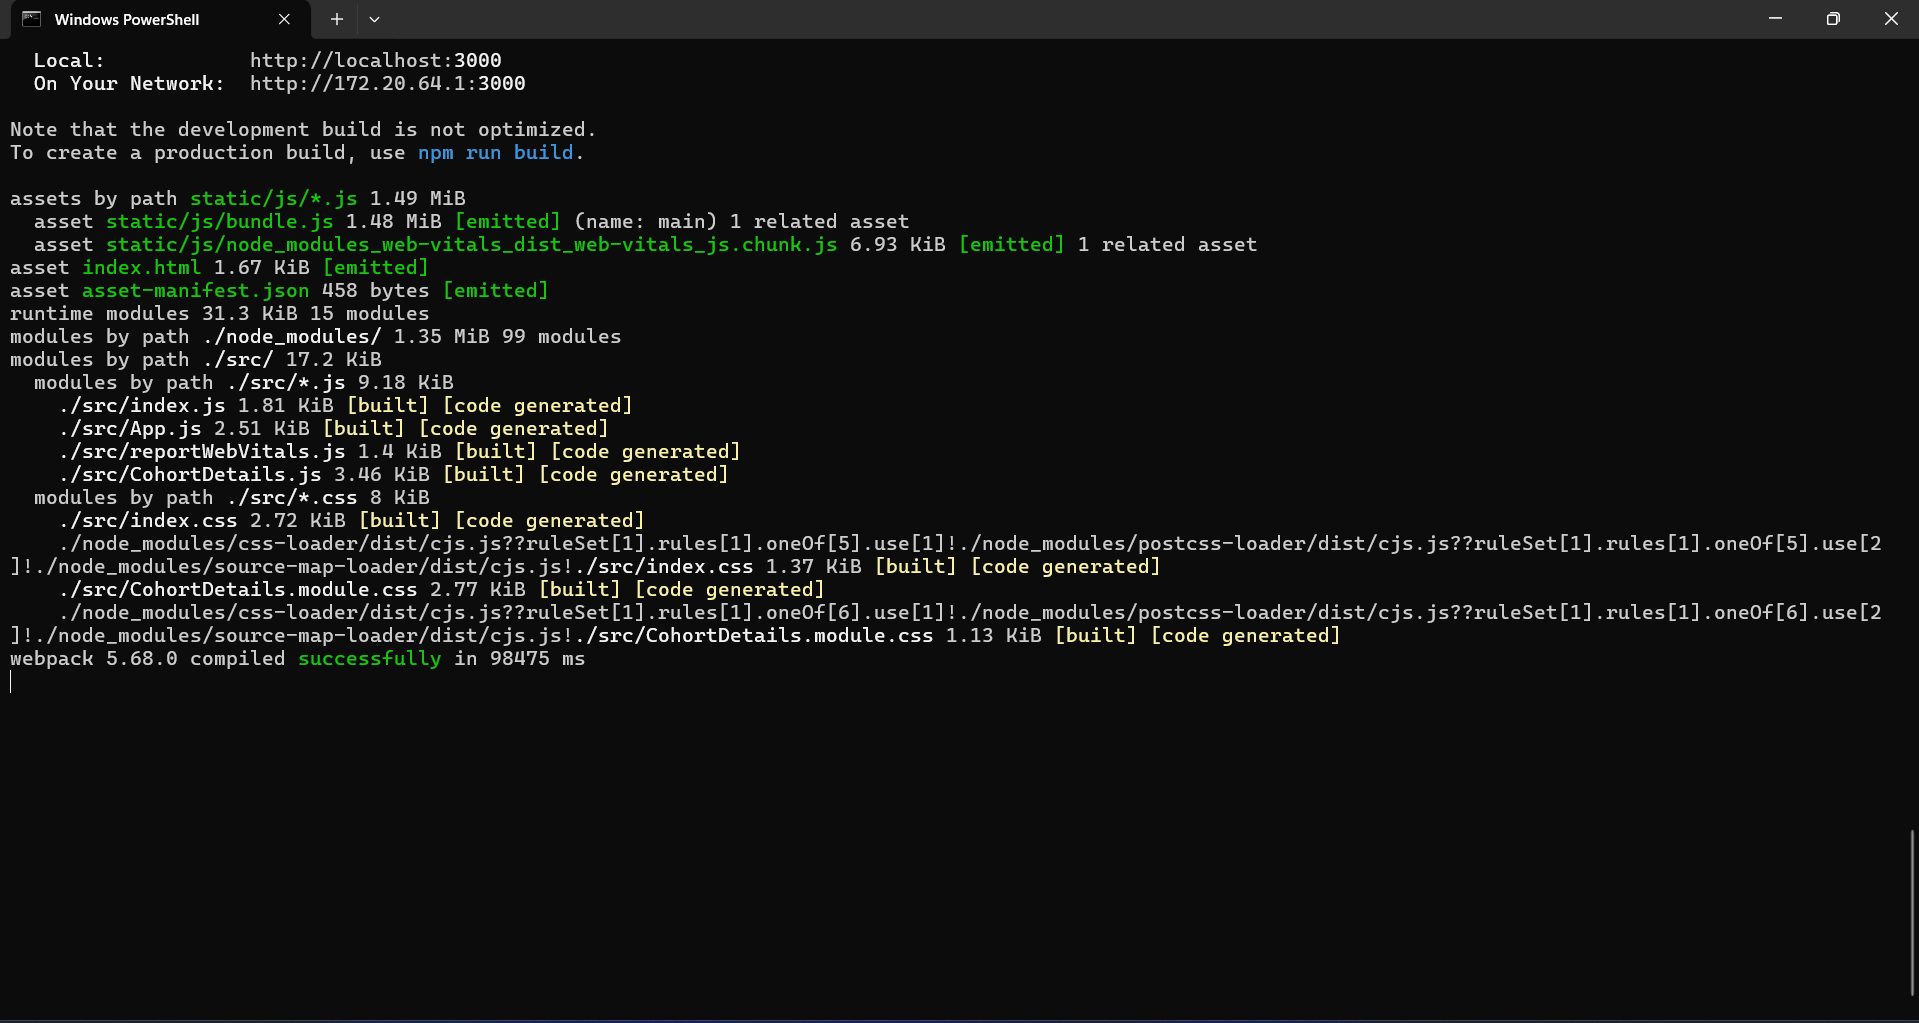 Windows PowerShell
Local:            http://localhost:3000
On Your Network:  http://172.20.64.1:3000
Note that the development build is not optimized.
To create a production build, use npm run build.
assets by path static/js/*.js 1.49 MiB
asset static/js/bundle.js 1.48 MiB [emitted] (name: main) 1 related asset
asset static/js/node_modules_web-vitals_dist_web-vitals_js.chunk.js 6.93 KiB [emitted] 1 related asset
asset index.html 1.67 KiB [emitted]
asset asset-manifest.json 458 bytes [emitted]
runtime modules 31.3 KiB 15 modules
modules by path ./node_modules/ 1.35 MiB 99 modules
modules by path ./src/ 17.2 KiB
modules by path ./src/*.js 9.18 KiB
./src/index.js 1.81 KiB [built] [code generated]
./src/App.js 2.51 KiB [built] [code generated]
./src/reportWebVitals.js 1.4 KiB [built] [code generated]
./src/CohortDetails.js 3.46 KiB [built] [code generated]
modules by path ./src/*.css 8 KiB
./src/index.css 2.72 KiB [built] [code generated]
./node_modules/css-loader/dist/cjs.js??ruleSet[1].rules[1].oneOf[5].use[1]!./node_modules/postcss-loader/dist/cjs.js??ruleSet[1].rules[1].oneOf[5].use[2
]!./node_modules/source-map-loader/dist/cjs.js!./src/index.css 1.37 KiB [built] [code generated]
./src/CohortDetails.module.css 2.77 KiB [built] [code generated]
./node_modules/css-loader/dist/cjs.js??ruleSet[1].rules[1].oneOf[6].use[1]!./node_modules/postcss-loader/dist/cjs.js??ruleSet[1].rules[1].oneOf[6].use[2
]!./node_modules/source-map-loader/dist/cjs.js!./src/CohortDetails.module.css 1.13 KiB [built] [code generated]
webpack 5.68.0 compiled successfully in 98475 ms